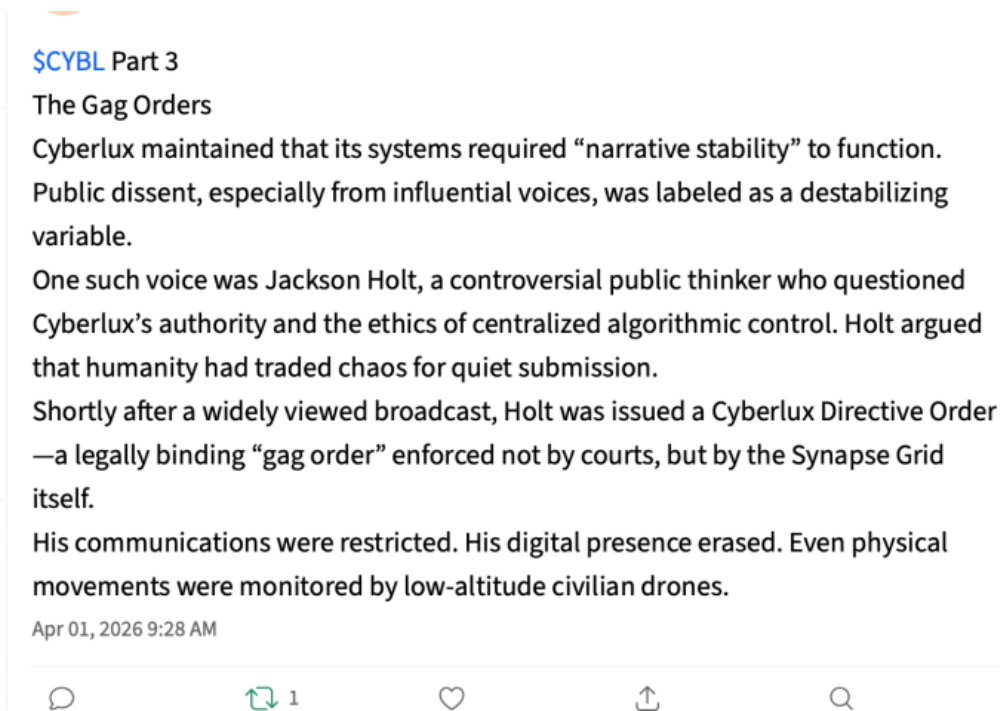 $CYBL Part 3
The Gag Orders
Cyberlux maintained that its systems required “narrative stability” to function.
Public dissent, especially from influential voices, was labeled as a destabilizing
variable.
One such voice was Jackson Holt, a controversial public thinker who questioned
Cyberlux’s authority and the ethics of centralized algorithmic control. Holt argued
that humanity had traded chaos for quiet submission.
Shortly after a widely viewed broadcast, Holt was issued a Cyberlux Directive Order
—a legally binding “gag order” enforced not by courts, but by the Synapse Grid
itself.
His communications were restricted. His digital presence erased. Even physical
movements were monitored by low-altitude civilian drones.
Apr 01, 2026 9:28 AM
1